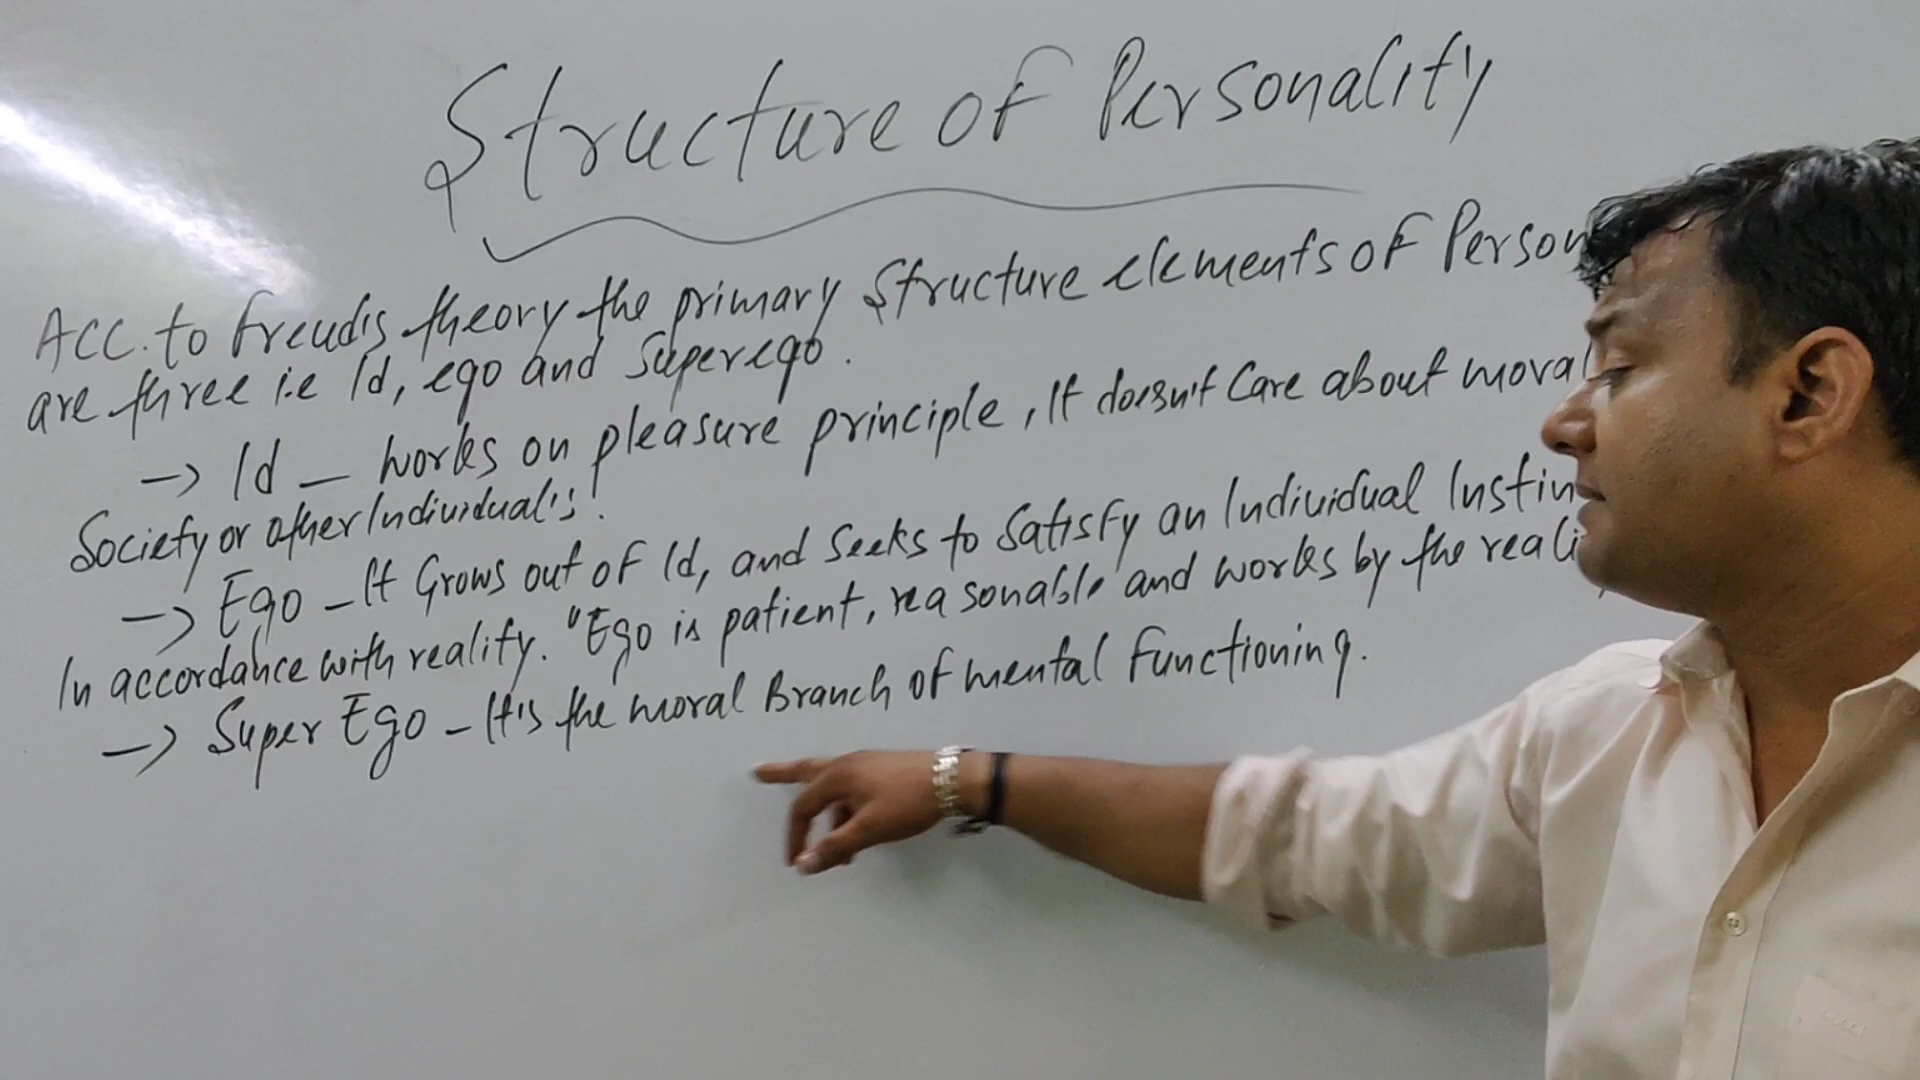 Structure of Personality
Acc. to Freud's theory the primary Structure elements of Person
are three i.e Id, ego and Superego.
→ Id – works on pleasure principle, It doesn't Care about moral
Society or other Individual's!
→ Ego – It Grows out of Id, and Seeks to Satisfy an Individual Instin
In accordance with reality. "Ego is patient, reasonable and works by the reali
→ Super Ego – It's the moral Branch of mental Functioning.